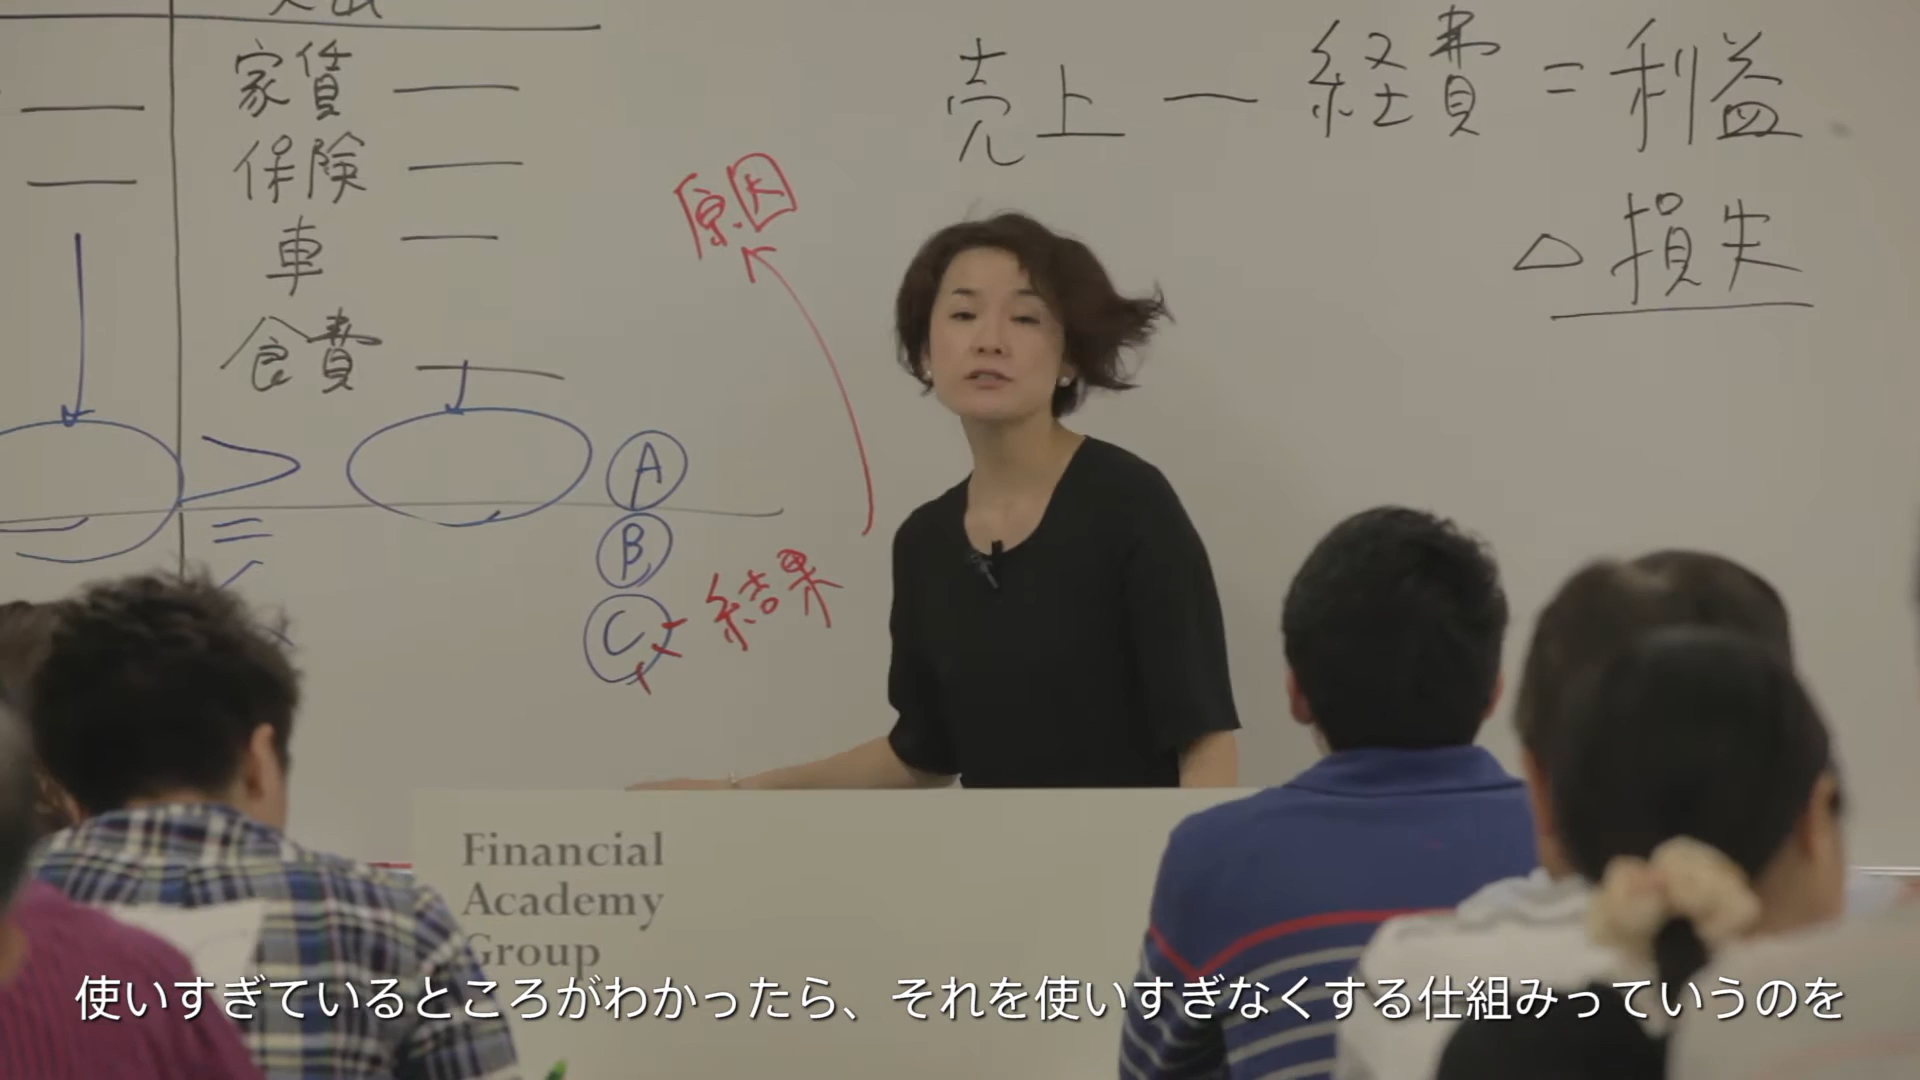 家賃
保険
車
食費
売上 ー 経費 = 利益
△ 損失
原因
>
=
A
B
C ← 結果
Financial
Academy
Group
使いすぎているところがわかったら、それを使いすぎなくする仕組みっていうのを